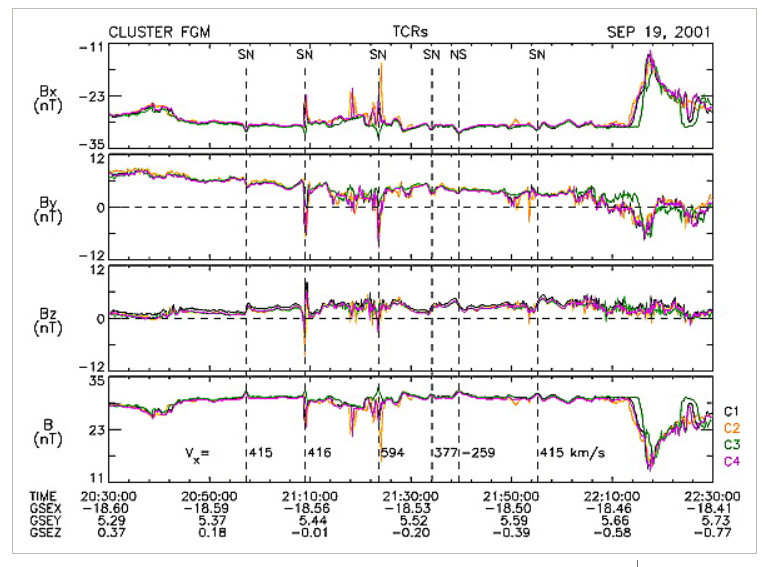 CLUSTER FGM TCRs SEP 19, 2001
SN SN SN SN NS SN
-11
-23
-35
Bx
(nT)
12
0
-12
By
(nT)
12
0
-12
Bz
(nT)
35
23
11
B
(nT)
Vx= 415 416 594 377 -259 415 km/s
C1
C2
C3
C4
TIME 20:30:00 20:50:00 21:10:00 21:30:00 21:50:00 22:10:00 22:30:00
GSEX -18.60 -18.59 -18.56 -18.53 -18.50 -18.46 -18.41
GSEY 5.29 5.37 5.44 5.52 5.59 5.66 5.73
GSEZ 0.37 0.18 -0.01 -0.20 -0.39 -0.58 -0.77